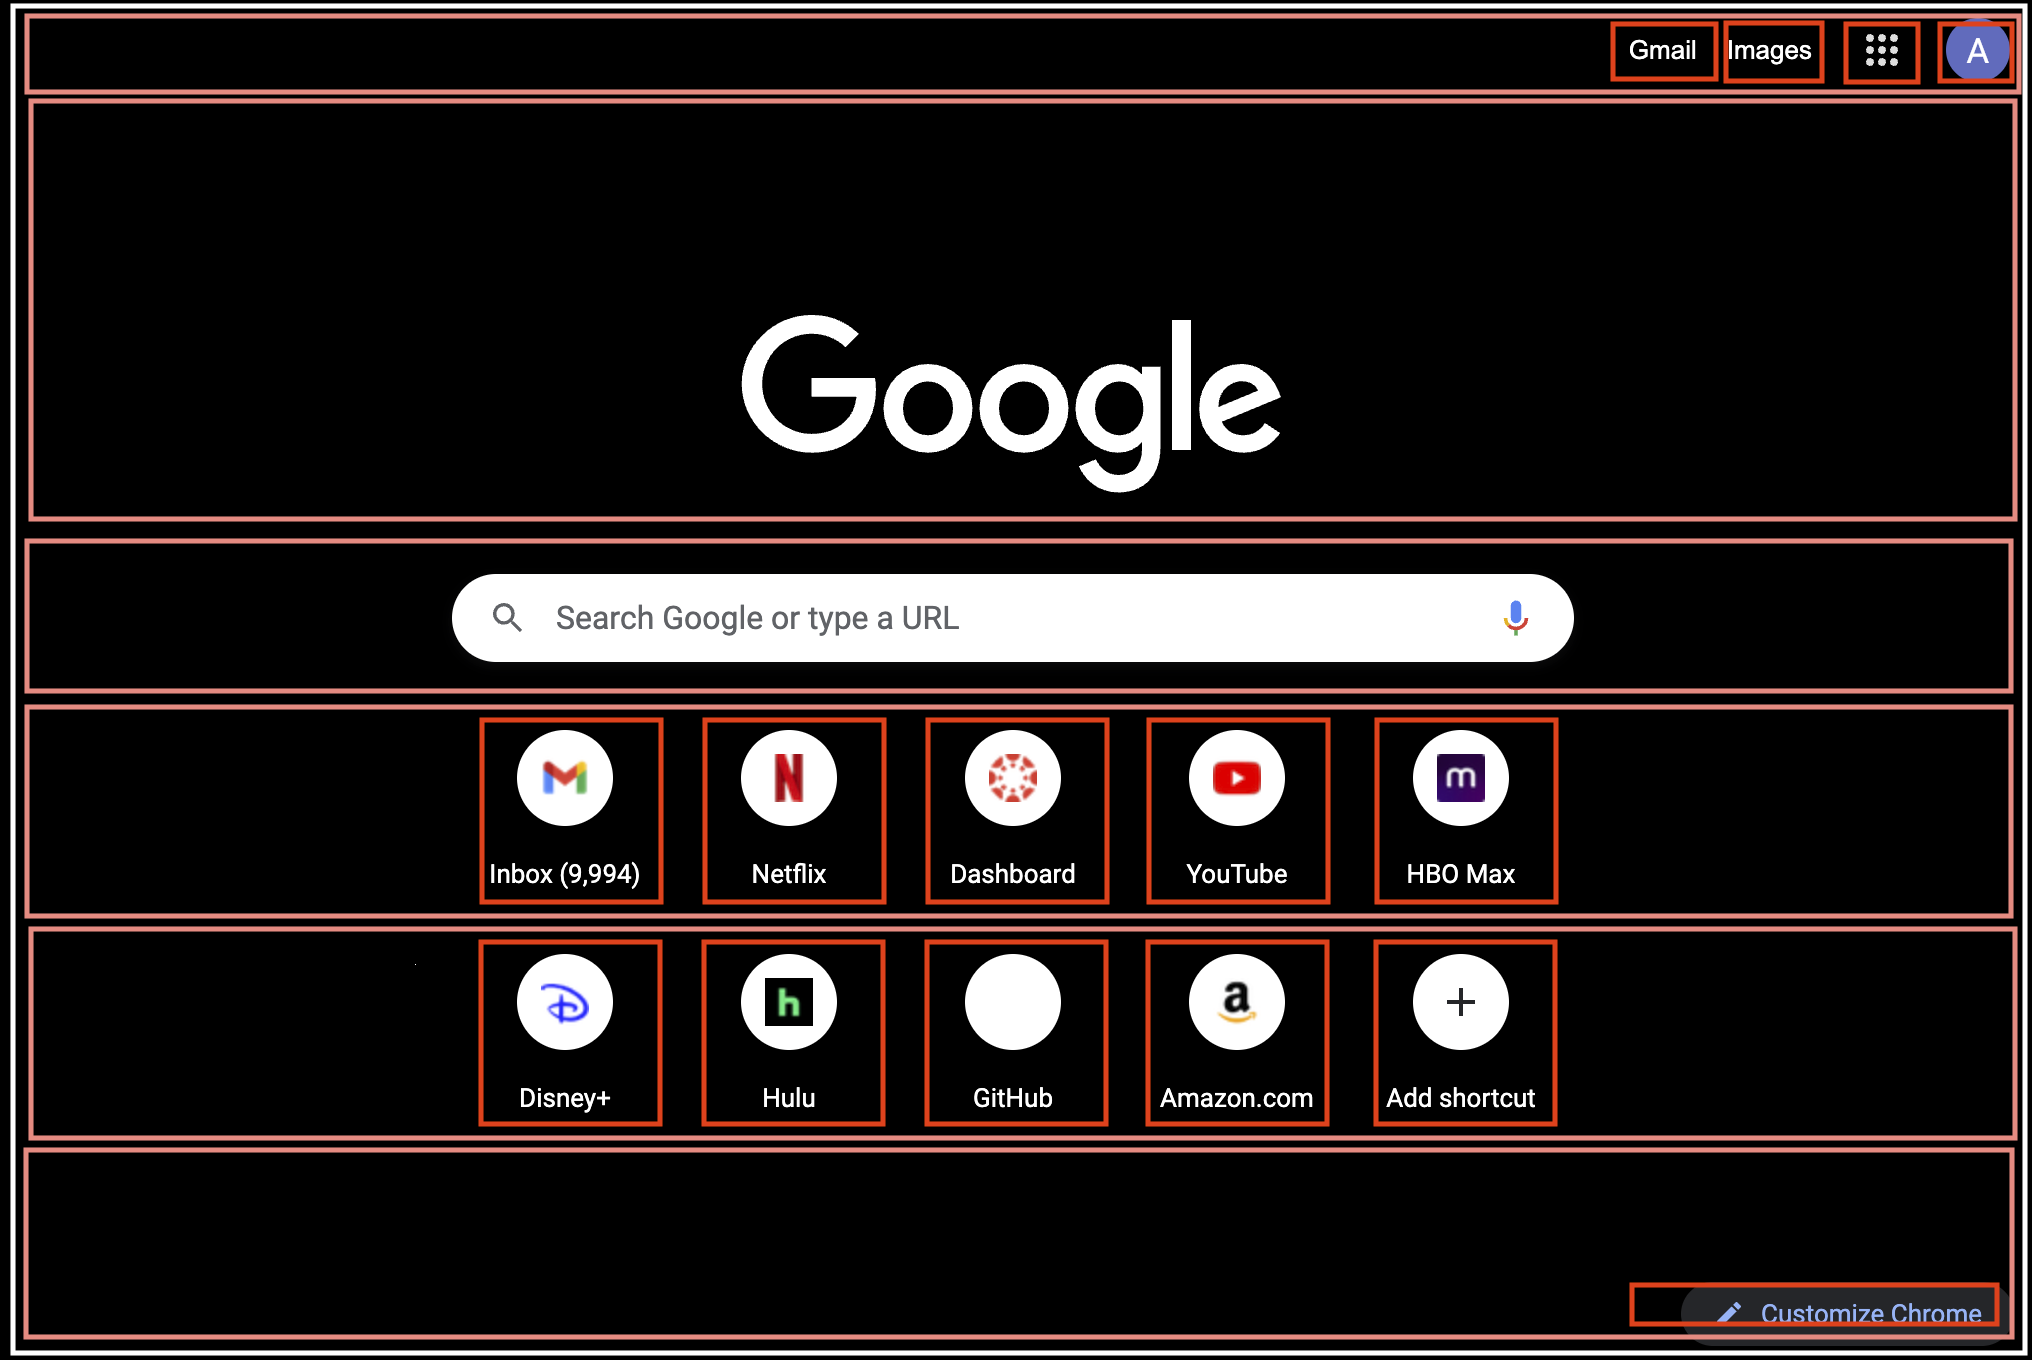 Gmail Images A
Google
Search Google or type a URL
Inbox (9,994) Netflix Dashboard YouTube HBO Max
Disney+ Hulu GitHub Amazon.com Add shortcut
Customize Chrome